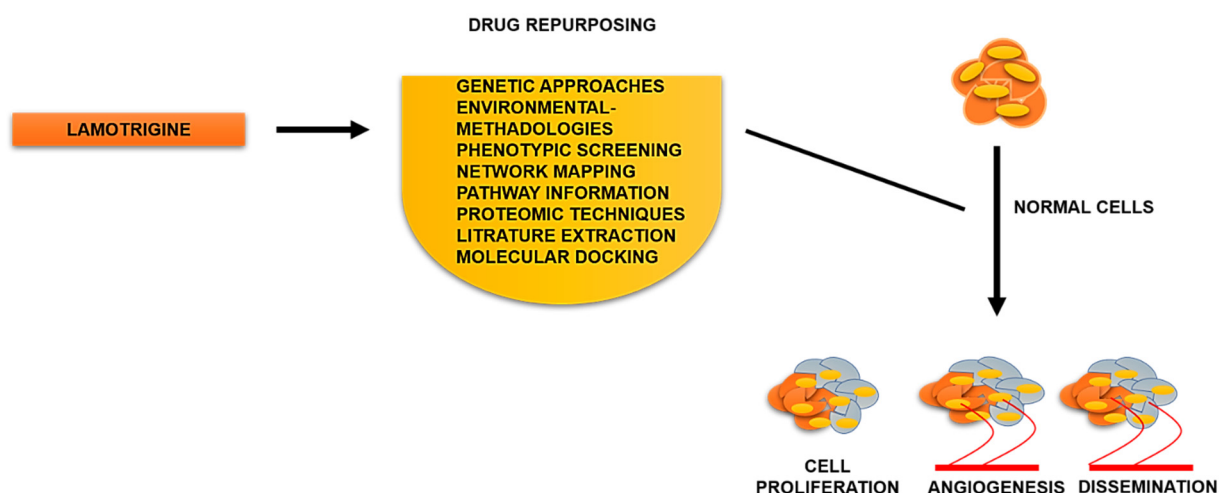 DRUG REPURPOSING
LAMOTRIGINE
GENETIC APPROACHES
ENVIRONMENTAL-
METHADOLOGIES
PHENOTYPIC SCREENING
NETWORK MAPPING
PATHWAY INFORMATION
PROTEOMIC TECHNIQUES
LITRATURE EXTRACTION
MOLECULAR DOCKING
NORMAL CELLS
CELL
PROLIFERATION
ANGIOGENESIS
DISSEMINATION